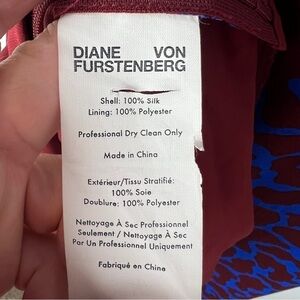 DIANE VON
FURSTENBERG
Shell: 100% Silk
Lining: 100% Polyester
Professional Dry Clean Only
Made in China
Extérieur/Tissu Stratifié:
100% Soie
Doublure: 100% Polyester
Nettoyage À Sec Professionnel
Seulement / Nettoyage À Sec
Par Un Professionnel Uniquement
Fabriqué en Chine